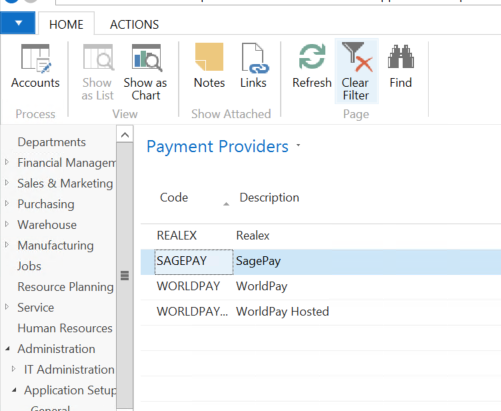 HOME ACTIONS
Accounts Show as List Show as Chart Notes Links Refresh Clear Filter Find
Process View Show Attached Page
Departments
Financial Managem
Sales & Marketing
Purchasing
Warehouse
Manufacturing
Jobs
Resource Planning
Service
Human Resources
Administration
IT Administration
Application Setup
General
Payment Providers
Code Description
REALEX Realex
SAGEPAY SagePay
WORLDPAY WorldPay
WORLDPAY... WorldPay Hosted